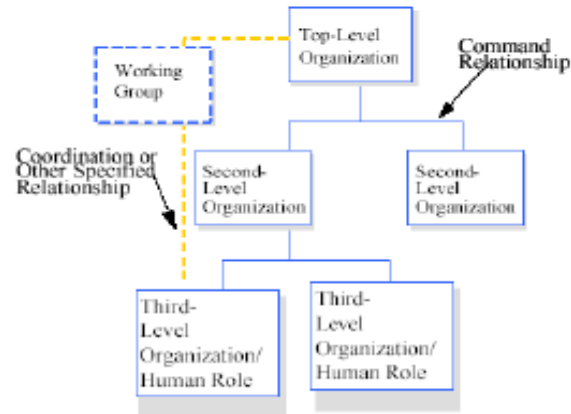 Top-Level
Organization
Command
Relationship
Working
Group
Coordination or
Other Specified
Relationship
Second-
Level
Organization
Second-
Level
Organization
Third-
Level
Organization/
Human Role
Third-
Level
Organization/
Human Role